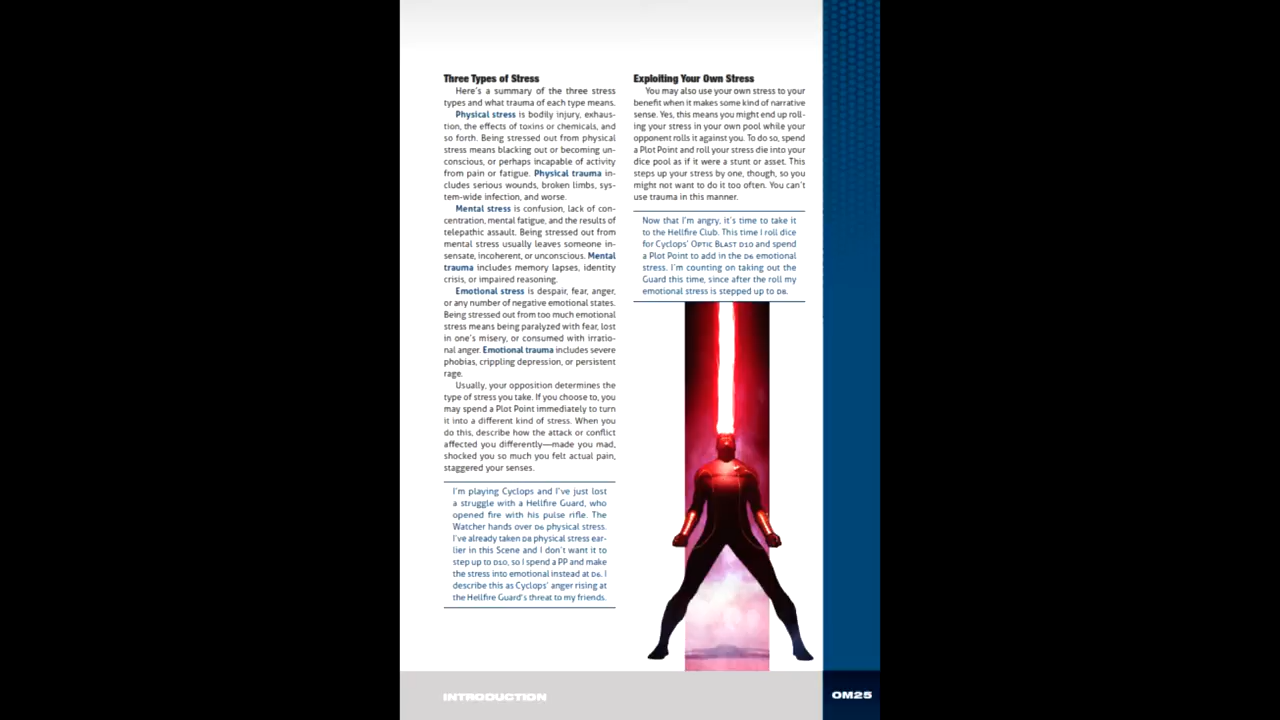 Three Types of Stress
Here's a summary of the three stress
types and what trauma of each type means.
Physical stress is bodily injury, exhaus-
tion, the effects of toxins or chemicals, and
so forth. Being stressed out from physical
stress means blacking out or becoming un-
conscious, or perhaps incapable of activity
from pain or fatigue. Physical trauma in-
cludes serious wounds, broken limbs, sys-
tem-wide infection, and worse.
Mental stress is confusion, lack of con-
centration, mental fatigue, and the results of
telepathic assault. Being stressed out from
mental stress usually leaves someone in-
sensate, incoherent, or unconscious. Mental
trauma includes memory lapses, identity
crisis, or impaired reasoning.
Emotional stress is despair, fear, anger,
or any number of negative emotional states.
Being stressed out from too much emotional
stress means being paralyzed with fear, lost
in one's misery, or consumed with irratio-
nal anger. Emotional trauma includes severe
phobias, crippling depression, or persistent
rage.
Usually, your opposition determines the
type of stress you take. If you choose to, you
may spend a Plot Point immediately to turn
it into a different kind of stress. When you
do this, describe how the attack or conflict
affected you differently—made you mad,
shocked you so much you felt actual pain,
staggered your senses.
I'm playing Cyclops and I've just lost
a struggle with a Hellfire Guard, who
opened fire with his pulse rifle. The
Watcher hands over D6 physical stress.
I've already taken D8 physical stress ear-
lier in this Scene and I don't want it to
step up to D10, so I spend a PP and make
the stress into emotional instead at D6. I
describe this as Cyclops' anger rising at
the Hellfire Guard's threat to my friends.
Exploiting Your Own Stress
You may also use your own stress to your
benefit when it makes some kind of narrative
sense. Yes, this means you might end up roll-
ing your stress in your own pool while your
opponent rolls it against you. To do so, spend
a Plot Point and roll your stress die into your
dice pool as if it were a stunt or asset. This
steps up your stress by one, though, so you
might not want to do it too often. You can't
use trauma in this manner.
Now that I'm angry, it's time to take it
to the Hellfire Club. This time I roll dice
for Cyclops' OPTIC BLAST D10 and spend
a Plot Point to add in the D6 emotional
stress. I'm counting on taking out the
Guard this time, since after the roll my
emotional stress is stepped up to D8.
INTRODUCTION
OM25